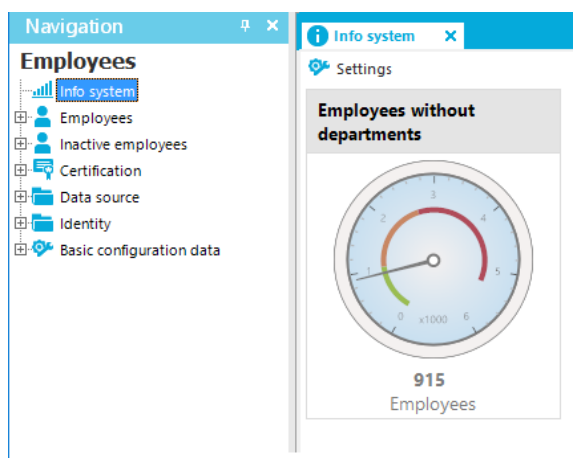 Navigation
Employees
Info system
Employees
Inactive employees
Certification
Data source
Identity
Basic configuration data
Info system
Settings
Employees without
departments
0
1
2
3
4
5
6
x1000
915
Employees